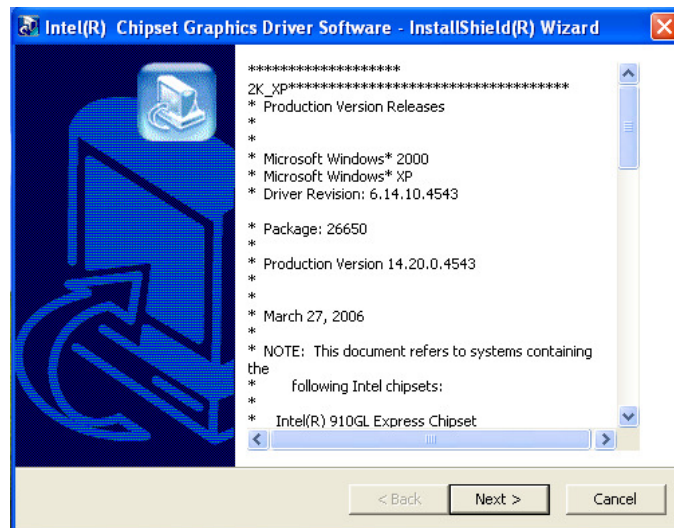 Intel(R) Chipset Graphics Driver Software - InstallShield(R) Wizard
*******************
2K_XP***********************************
* Production Version Releases
*
*
* Microsoft Windows* 2000
* Microsoft Windows* XP
* Driver Revision: 6.14.10.4543
* Package: 26650
*
* Production Version 14.20.0.4543
*
*
* March 27, 2006
*
* NOTE: This document refers to systems containing
the
* following Intel chipsets:
*
* Intel(R) 910GL Express Chipset
< Back
Next >
Cancel